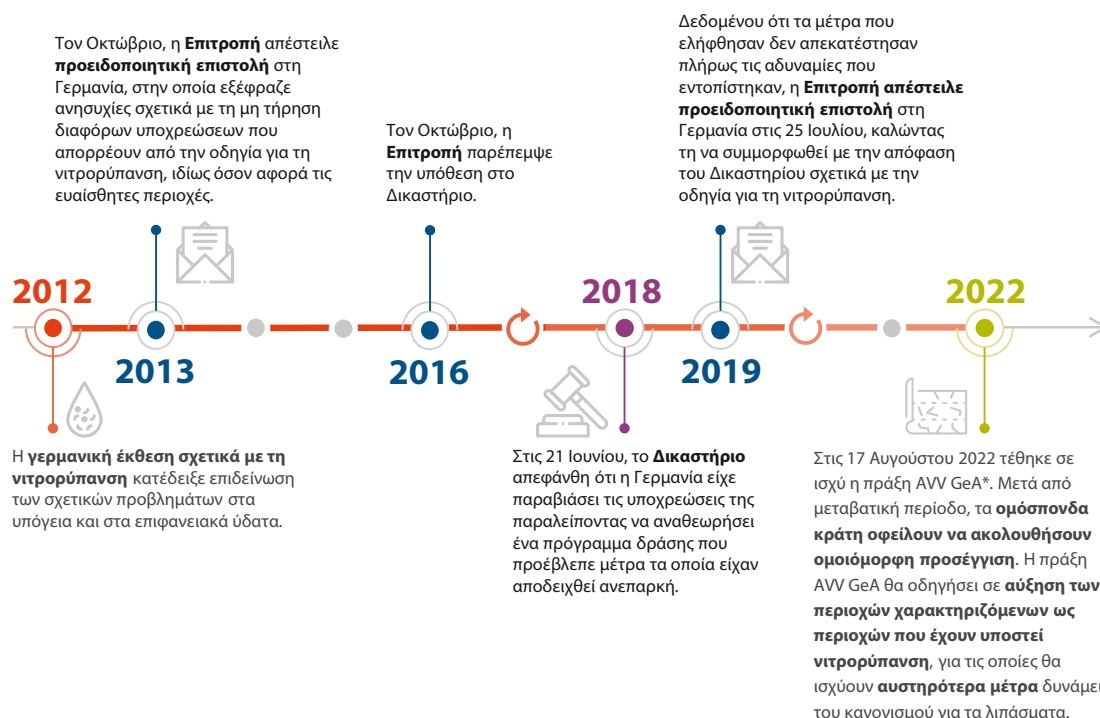 Τον Οκτώβριο, η Επιτροπή απέστειλε
προειδοποιητική επιστολή στη
Γερμανία, στην οποία εξέφραζε
ανησυχίες σχετικά με τη μη τήρηση
διαφόρων υποχρεώσεων που
απορρέουν από την οδηγία για τη
νιτρορύπανση, ιδίως όσον αφορά τις
ευαίσθητες περιοχές.
Τον Οκτώβριο, η
Επιτροπή παρέπεμψε
την υπόθεση στο
Δικαστήριο.
Δεδομένου ότι τα μέτρα που
ελήφθησαν δεν απεκατέστησαν
πλήρως τις αδυναμίες που
εντοπίστηκαν, η Επιτροπή απέστειλε
προειδοποιητική επιστολή στη
Γερμανία στις 25 Ιουλίου, καλώντας
τη να συμμορφωθεί με την απόφαση
του Δικαστηρίου σχετικά με την
οδηγία για τη νιτρορύπανση.
2012
2013
2016
2018
2019
2022
Η γερμανική έκθεση σχετικά με τη
νιτρορύπανση κατέδειξε επιδείνωση
των σχετικών προβλημάτων στα
υπόγεια και στα επιφανειακά ύδατα.
Στις 21 Ιουνίου, το Δικαστήριο
απεφάνθη ότι η Γερμανία είχε
παραβιάσει τις υποχρεώσεις της
παραλείποντας να αναθεωρήσει
ένα πρόγραμμα δράσης που
προέβλεπε μέτρα τα οποία είχαν
αποδειχθεί ανεπαρκή.
Στις 17 Αυγούστου 2022 τέθηκε σε
ισχύ η πράξη AVV GeA*. Μετά από
μεταβατική περίοδο, τα ομόσπονδα
κράτη οφείλουν να ακολουθήσουν
ομοιόμορφη προσέγγιση. Η πράξη
AVV GeA θα οδηγήσει σε αύξηση των
περιοχών χαρακτηριζόμενων ως
περιοχών που έχουν υποστεί
νιτρορύπανση, για τις οποίες θα
ισχύουν αυστηρότερα μέτρα δυνάμει
του κανονισμού για τα λιπάσματα.